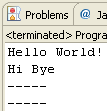 Problems @ Ja
<terminated> Progra
Hello World!
Hi Bye
-----
-----